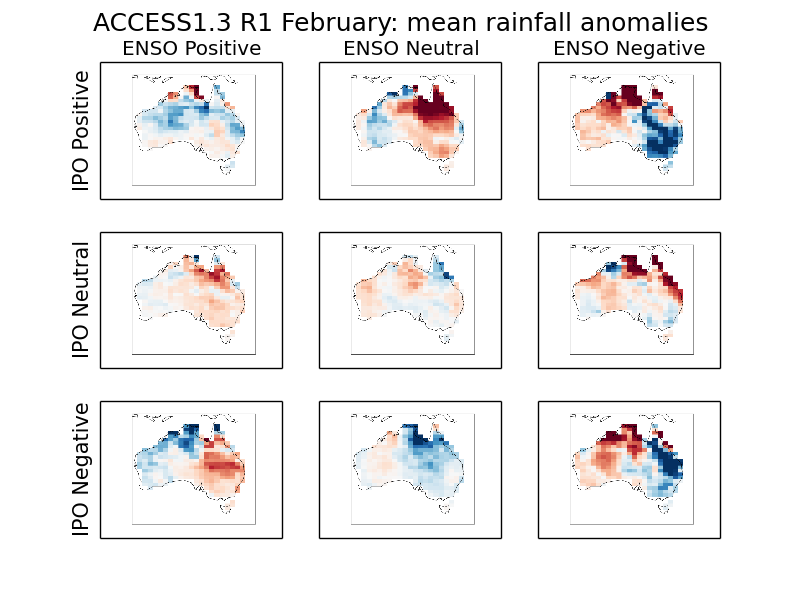 ACCESS1.3 R1 February: mean rainfall anomalies
ENSO Positive
ENSO Neutral
ENSO Negative
IPO Positive
IPO Neutral
IPO Negative